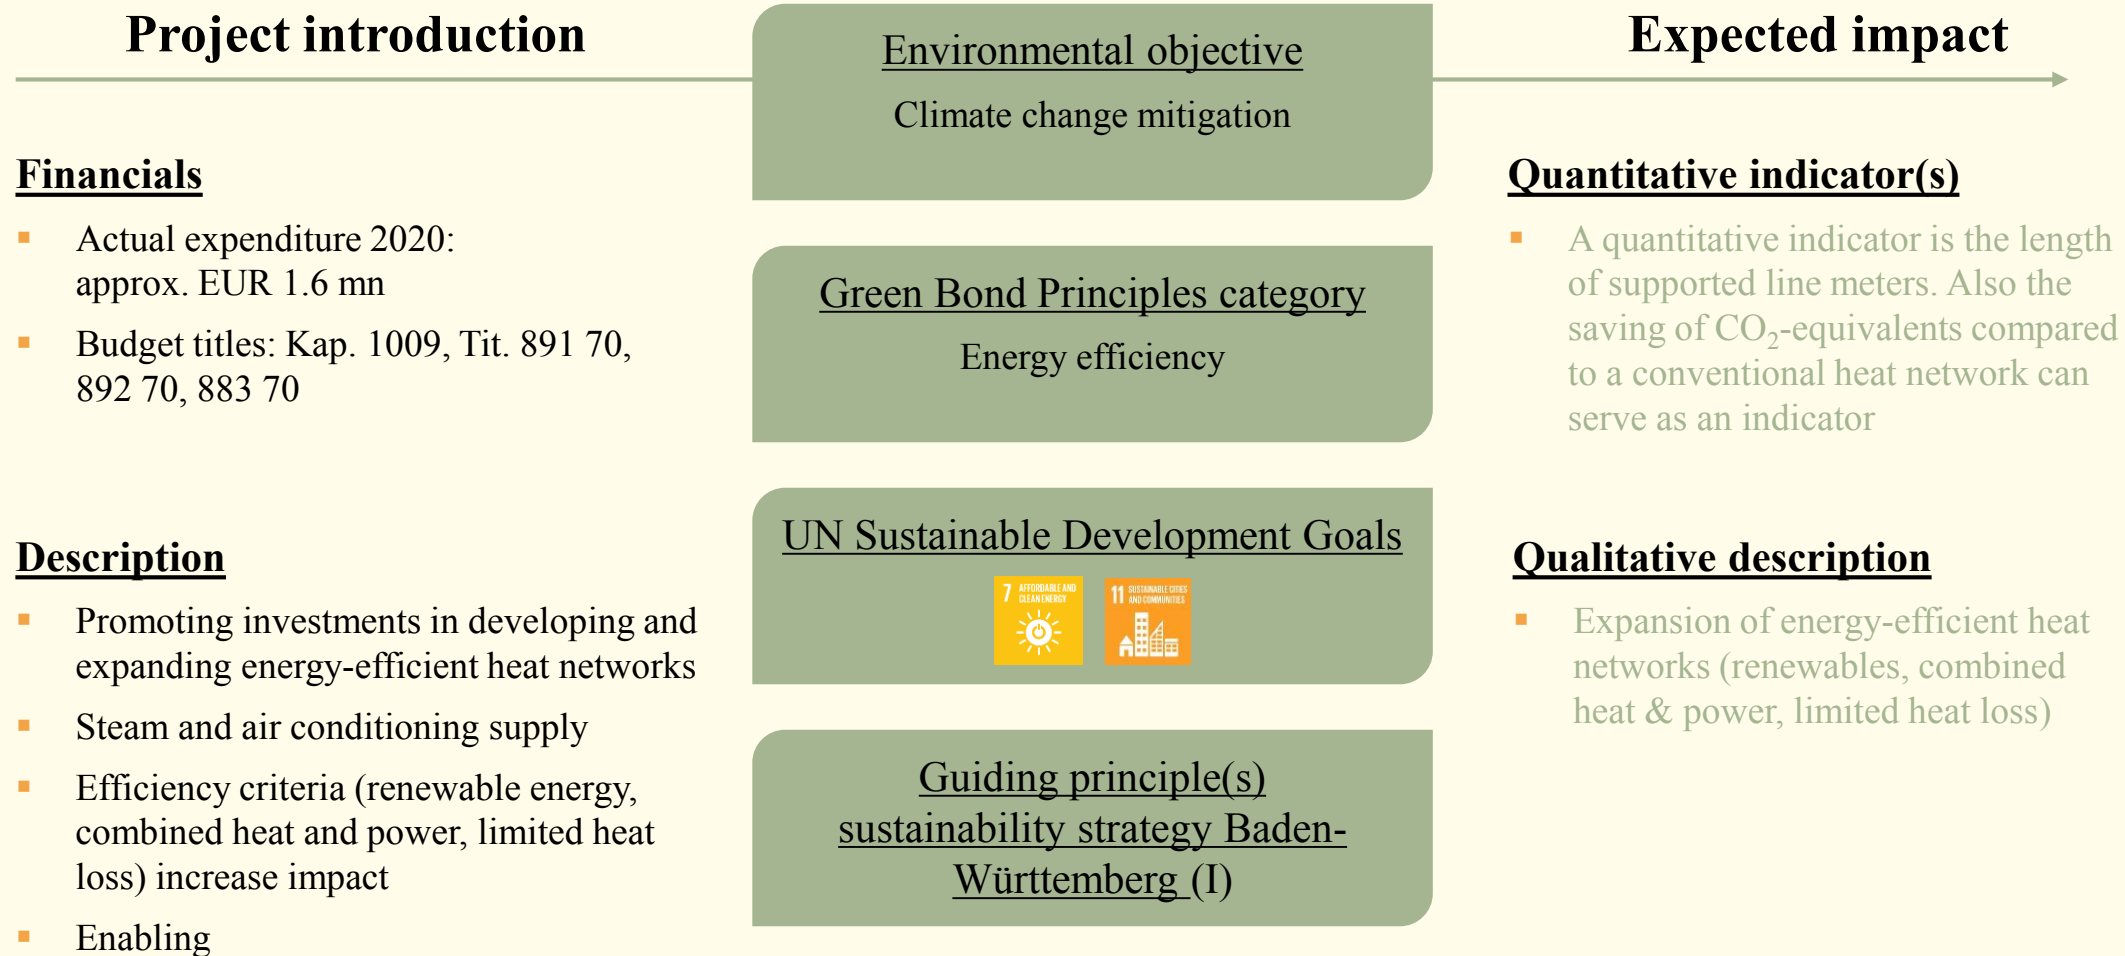 Project introduction
Financials
Actual expenditure 2020:
approx. EUR 1.6 mn
Budget titles: Kap. 1009, Tit. 891 70,
892 70, 883 70
Description
Promoting investments in developing and
expanding energy-efficient heat networks
Steam and air conditioning supply
Efficiency criteria (renewable energy,
combined heat and power, limited heat
loss) increase impact
Enabling
Environmental objective
Climate change mitigation
Green Bond Principles category
Energy efficiency
UN Sustainable Development Goals
7 AFFORDABLE AND
CLEAN ENERGY
11 SUSTAINABLE CITIES
AND COMMUNITIES
Guiding principle(s)
sustainability strategy Baden-
Württemberg (I)
Expected impact
Quantitative indicator(s)
A quantitative indicator is the length
of supported line meters. Also the
saving of CO₂-equivalents compared
to a conventional heat network can
serve as an indicator
Qualitative description
Expansion of energy-efficient heat
networks (renewables, combined
heat & power, limited heat loss)